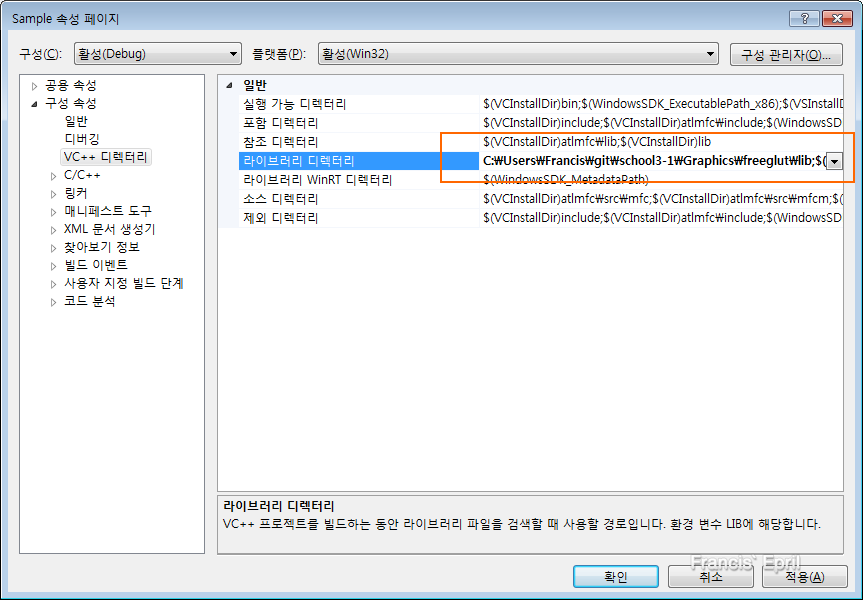 Sample 속성 페이지
구성(C): 활성(Debug) 플랫폼(P): 활성(Win32) 구성 관리자(O)...
공용 속성
구성 속성
일반
디버깅
VC++ 디렉터리
C/C++
링커
매니페스트 도구
XML 문서 생성기
찾아보기 정보
빌드 이벤트
사용자 지정 빌드 단계
코드 분석
일반
실행 가능 디렉터리 $(VCInstallDir)bin;$(WindowsSDK_ExecutablePath_x86);$(VSInstallD
포함 디렉터리 $(VCInstallDir)include;$(VCInstallDir)atlmfc₩include;$(WindowsSD
참조 디렉터리 $(VCInstallDir)atlmfc₩lib;$(VCInstallDir)lib
라이브러리 디렉터리 C:₩Users₩Francis₩git₩school3-1₩Graphics₩freeglut₩lib;$(
라이브러리 WinRT 디렉터리 $(WindowsSDK_MetadataPath)
소스 디렉터리 $(VCInstallDir)atlmfc₩src₩mfc;$(VCInstallDir)atlmfc₩src₩mfcm;$(
제외 디렉터리 $(VCInstallDir)include;$(VCInstallDir)atlmfc₩include;$(WindowsSD
라이브러리 디렉터리
VC++ 프로젝트를 빌드하는 동안 라이브러리 파일을 검색할 때 사용할 경로입니다. 환경 변수 LIB에 해당합니다.
Francis` Epril
확인 취소 적용(A)